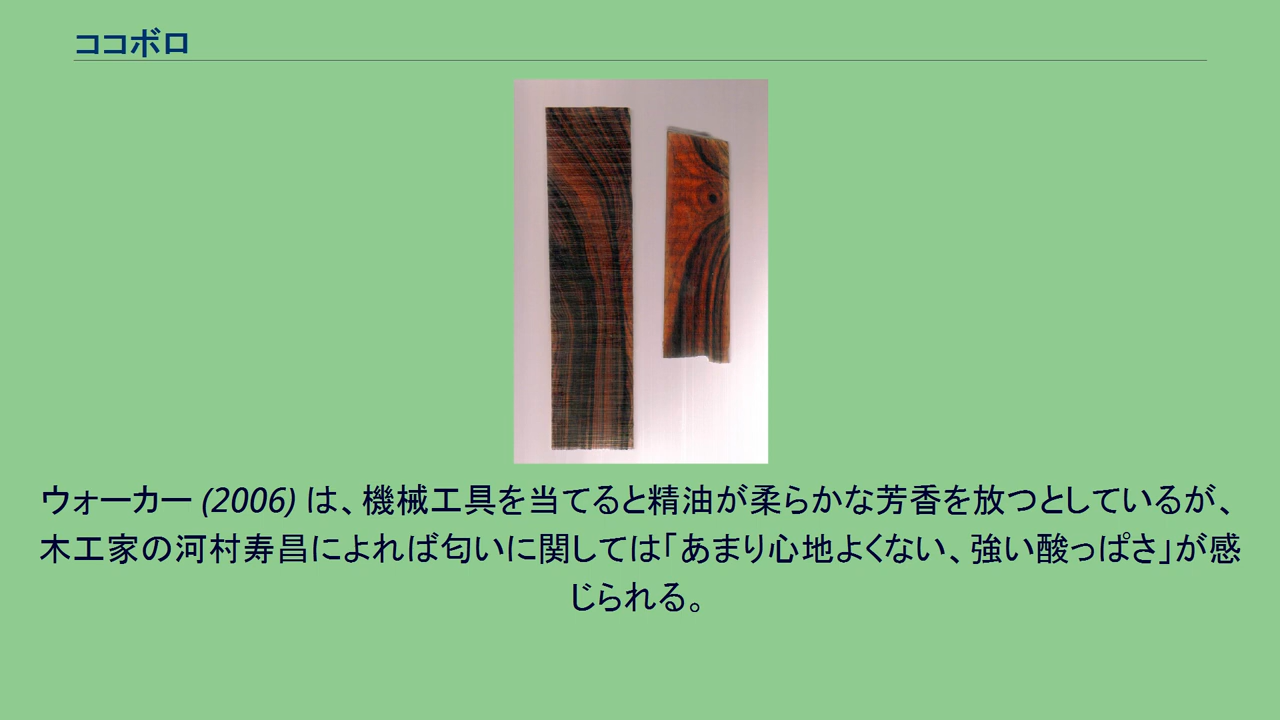 ココボロ
ウォーカー (2006) は、機械工具を当てると精油が柔らかな芳香を放つとしているが、
木工家の河村寿昌によれば匂いに関しては「あまり心地よくない、強い酸っぱさ」が感
じられる。